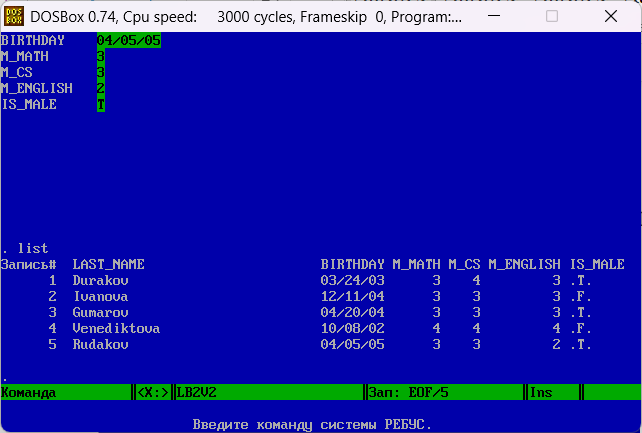 DOS
BOX
DOSBox 0.74, Cpu speed: 3000 cycles, Frameskip 0, Program:...
BIRTHDAY 04/05/05
M_MATH 3
M_CS 3
M_ENGLISH 2
IS_MALE T
. list
Запись# LAST_NAME BIRTHDAY M_MATH M_CS M_ENGLISH IS_MALE
1 Durakov 03/24/03 3 4 3 .T.
2 Ivanova 12/11/04 3 3 3 .F.
3 Gumarov 04/20/04 3 3 3 .T.
4 Venediktova 10/08/02 4 4 4 .F.
5 Rudakov 04/05/05 3 3 2 .T.
.
Команда ║<X:>║LB2V2 ║Зап: EOF/5 ║Ins ║
Введите команду системы РЕБУС.